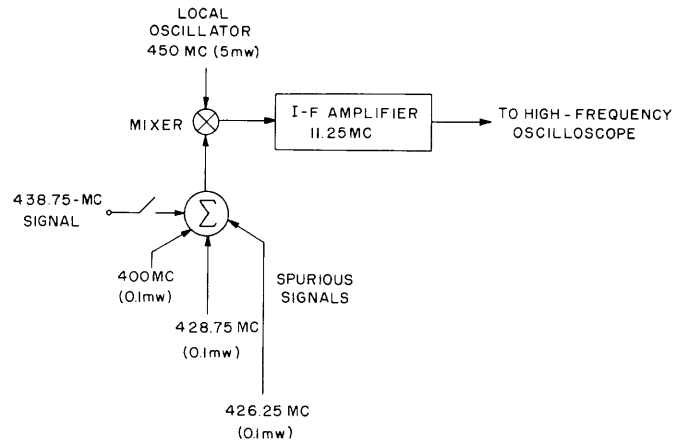 LOCAL
OSCILLATOR
450 MC (5mw)
MIXER
I-F AMPLIFIER
11.25MC
TO HIGH-FREQUENCY
OSCILLOSCOPE
438.75-MC
SIGNAL
Σ
400MC
(0.1mw)
SPURIOUS
SIGNALS
428.75 MC
(0.1mw)
426.25 MC
(0.1mw)